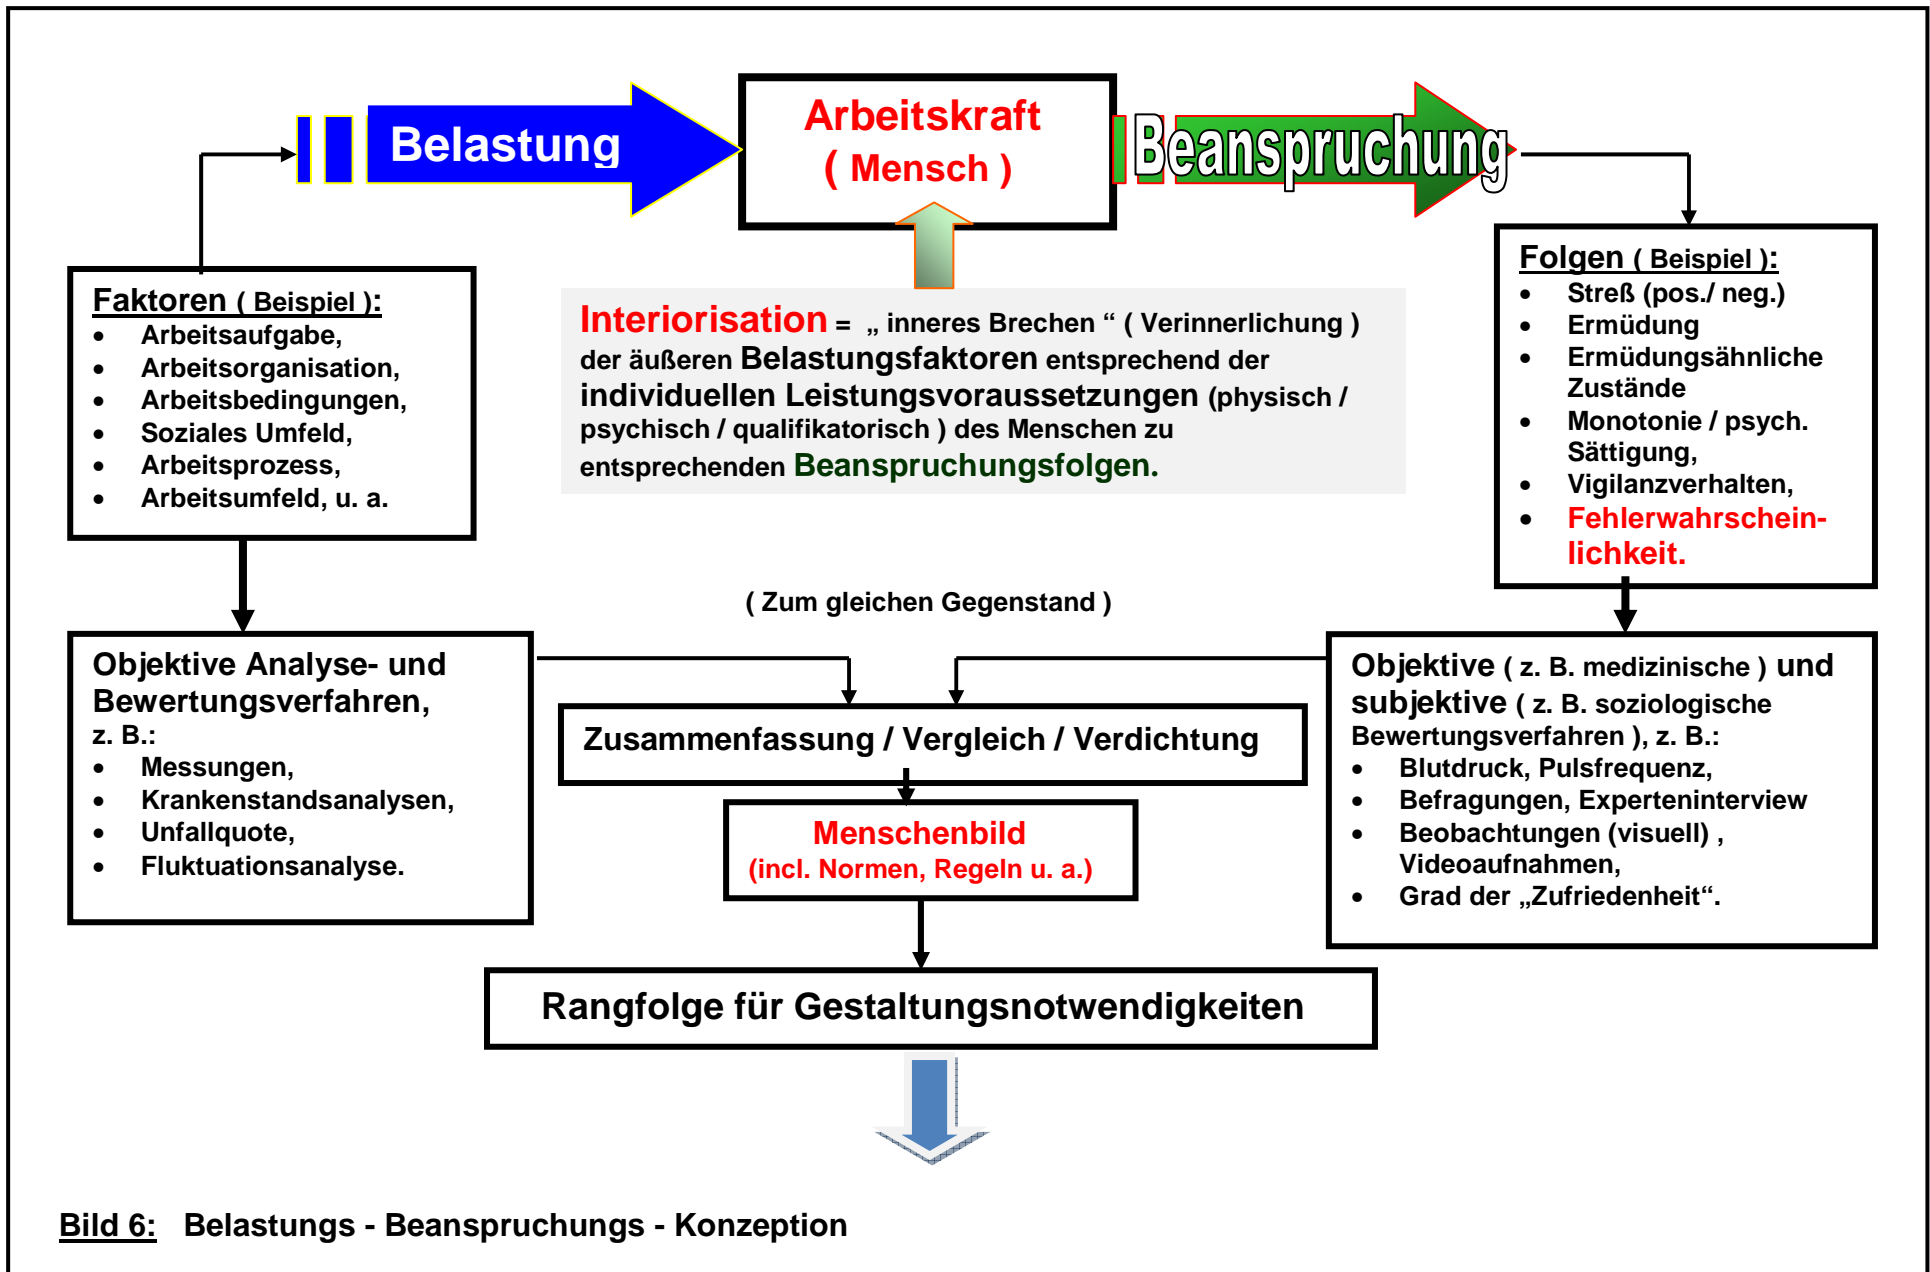 Belastung
Arbeitskraft
( Mensch )
Beanspruchung
Faktoren ( Beispiel ):
• Arbeitsaufgabe,
• Arbeitsorganisation,
• Arbeitsbedingungen,
• Soziales Umfeld,
• Arbeitsprozess,
• Arbeitsumfeld, u. a.
Interiorisation = „ inneres Brechen “ ( Verinnerlichung )
der äußeren Belastungsfaktoren entsprechend der
individuellen Leistungsvoraussetzungen (physisch /
psychisch / qualifikatorisch ) des Menschen zu
entsprechenden Beanspruchungsfolgen.
Folgen ( Beispiel ):
• Streß (pos./ neg.)
• Ermüdung
• Ermüdungsähnliche
Zustände
• Monotonie / psych.
Sättigung,
• Vigilanzverhalten,
• Fehlerwahrschein-
lichkeit.
( Zum gleichen Gegenstand )
Objektive Analyse- und
Bewertungsverfahren,
z. B.:
• Messungen,
• Krankenstandsanalysen,
• Unfallquote,
• Fluktuationsanalyse.
Zusammenfassung / Vergleich / Verdichtung
Menschenbild
(incl. Normen, Regeln u. a.)
Objektive ( z. B. medizinische ) und
subjektive ( z. B. soziologische
Bewertungsverfahren ), z. B.:
• Blutdruck, Pulsfrequenz,
• Befragungen, Experteninterview
• Beobachtungen (visuell) ,
Videoaufnahmen,
• Grad der „Zufriedenheit“.
Rangfolge für Gestaltungsnotwendigkeiten
Bild 6: Belastungs - Beanspruchungs - Konzeption